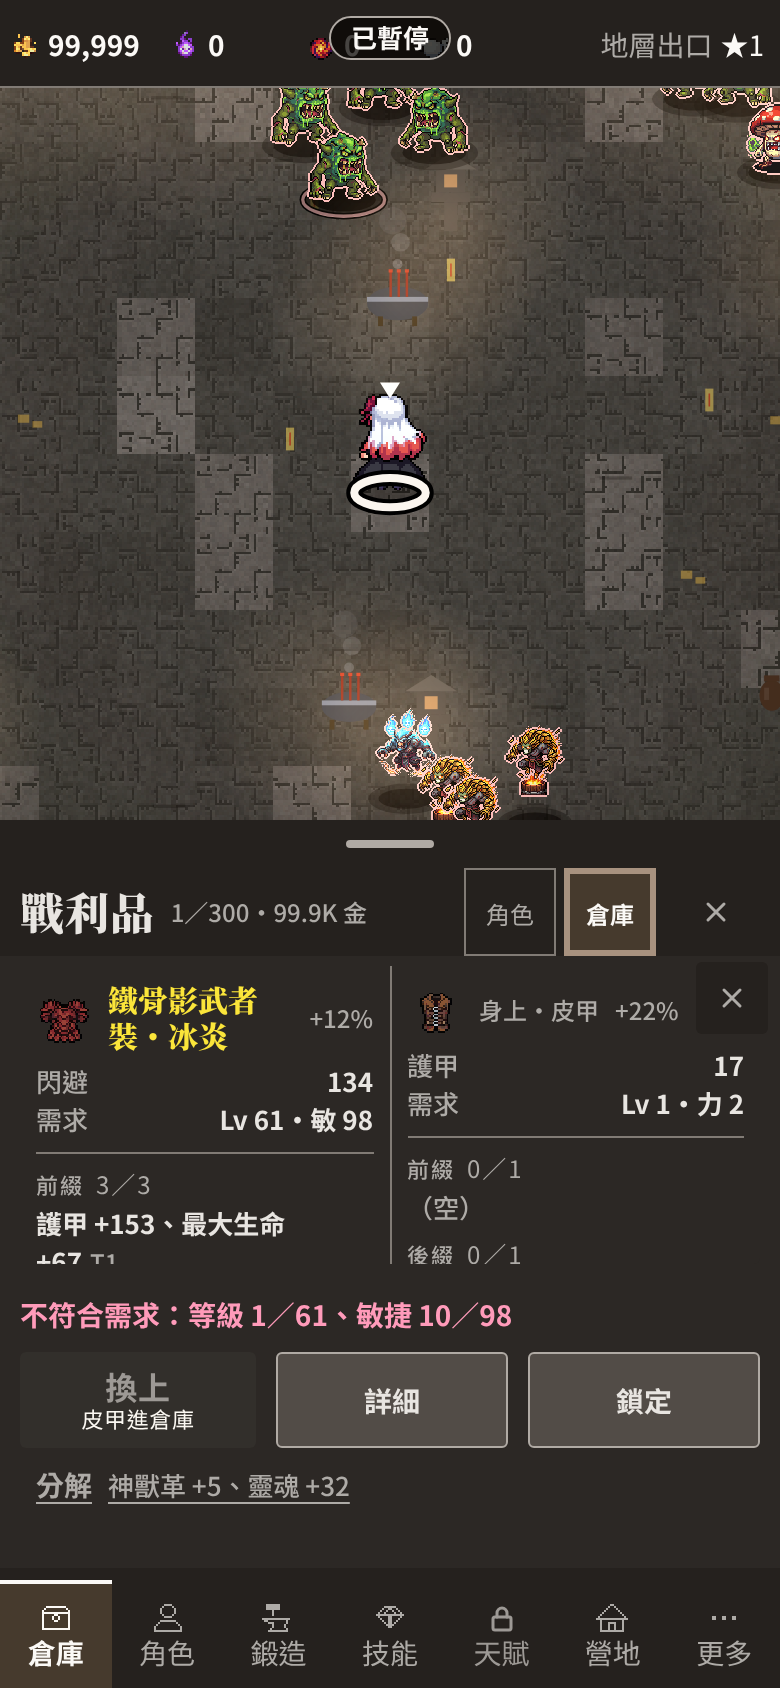 99,999
0
已暫停
0
地層出口 ★1
戰利品
1／300・99.9K 金
角色
倉庫
鐵骨影武者
裝・冰炎
+12%
閃避 134
需求 Lv 61・敏 98
前綴 3／3
護甲 +153、最大生命
+67 T1
身上・皮甲 +22%
護甲 17
需求 Lv 1・力 2
前綴 0／1
（空）
後綴 0／1
不符合需求：等級 1／61、敏捷 10／98
換上
皮甲進倉庫
詳細
鎖定
分解 神獸革 +5、靈魂 +32
倉庫
角色
鍛造
技能
天賦
營地
更多